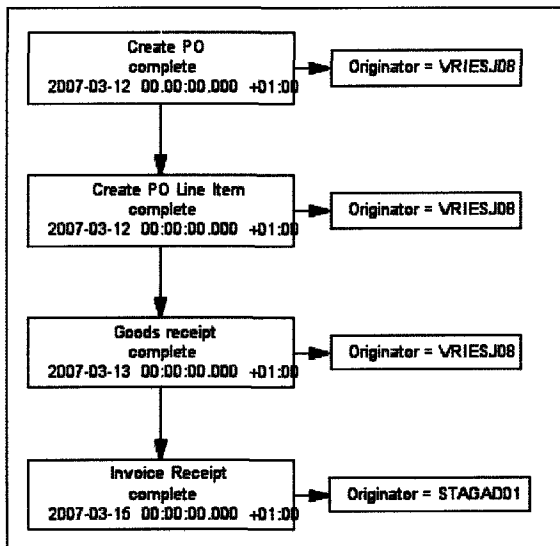 Create PO
complete
2007-03-12 00.00:00.000 +01:00
Originator = VRIESJ08
Create PO Line Item
complete
2007-03-12 00:00:00.000 +01:00
Originator = VRIESJ08
Goods receipt
complete
2007-03-13 00:00:00.000 +01:00
Originator = VRIESJ08
Invoice Receipt
complete
2007-03-15 00:00:00.000 +01:00
Originator = STAGAD01